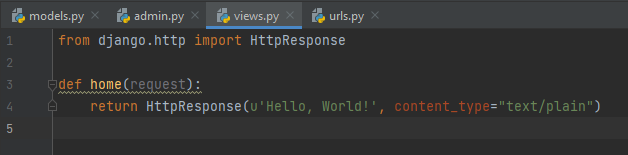 models.py admin.py views.py urls.py
1 from django.http import HttpResponse
2
3 def home(request):
4     return HttpResponse(u'Hello, World!', content_type="text/plain")
5